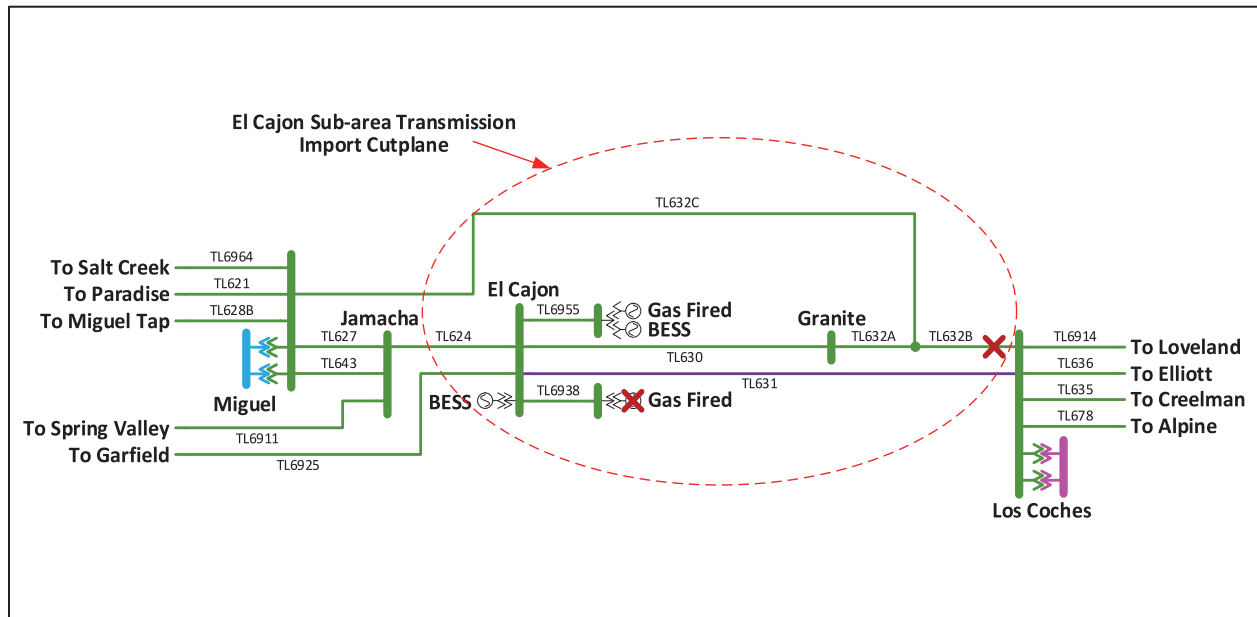 El Cajon Sub-area Transmission
Import Cutplane
TL632C
To Salt Creek
TL6964
To Paradise
TL621
To Miguel Tap
TL628B
Miguel
TL627
TL643
Jamacha
To Spring Valley
TL6911
To Garfield
TL6925
TL624
El Cajon
TL6955
Gas Fired
BESS
TL630
TL631
BESS
TL6938
Gas Fired
Granite
TL632A
TL632B
TL6914
To Loveland
TL636
To Elliott
TL635
To Creelman
TL678
To Alpine
Los Coches